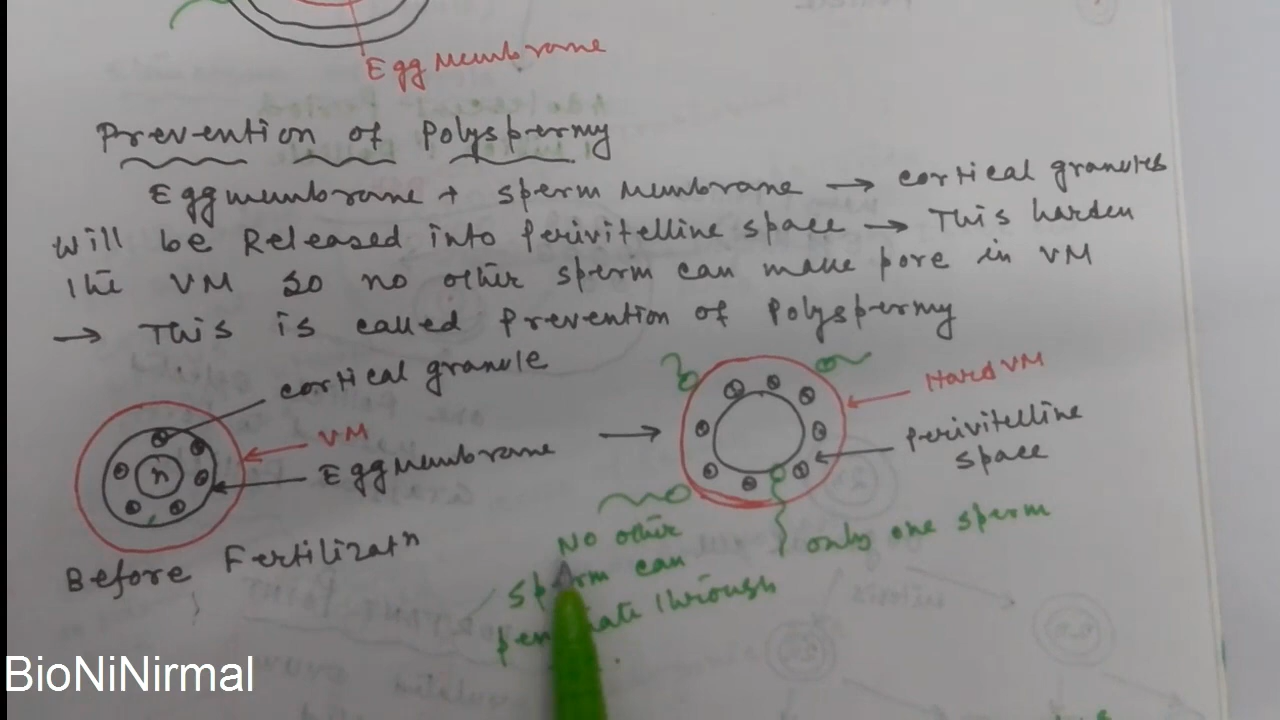 Egg membrane
Prevention of Polyspermy
Egg membrane + sperm membrane → cortical granules
will be Released into Perivitelline space → This harden
the VM so no other sperm can make pore in VM
→ This is called Prevention of Polyspermy
cortical granule
VM
Egg membrane
n
Before Fertilizatn
Hard VM
Perivitelline
space
only one sperm
No other
sperm can
through
BioNiNirmal